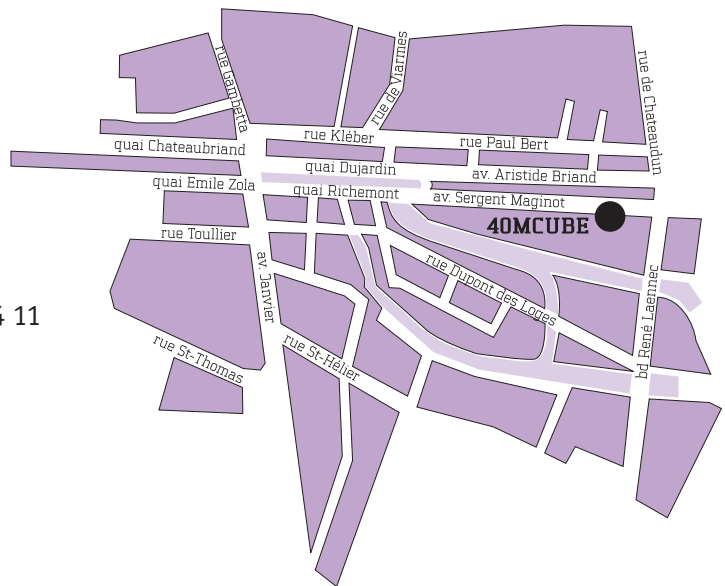 rue Gambetta
rue de Viarmes
rue de Chateaudun
rue Kléber
rue Paul Bert
quai Chateaubriand
quai Dujardin
av. Aristide Briand
quai Emile Zola
quai Richemont
av. Sergent Maginot
40MCUBE
rue Toullier
av. Janvier
rue Dupont des Loges
bd René Laennec
4 11
rue St-Thomas
rue St-Hélier